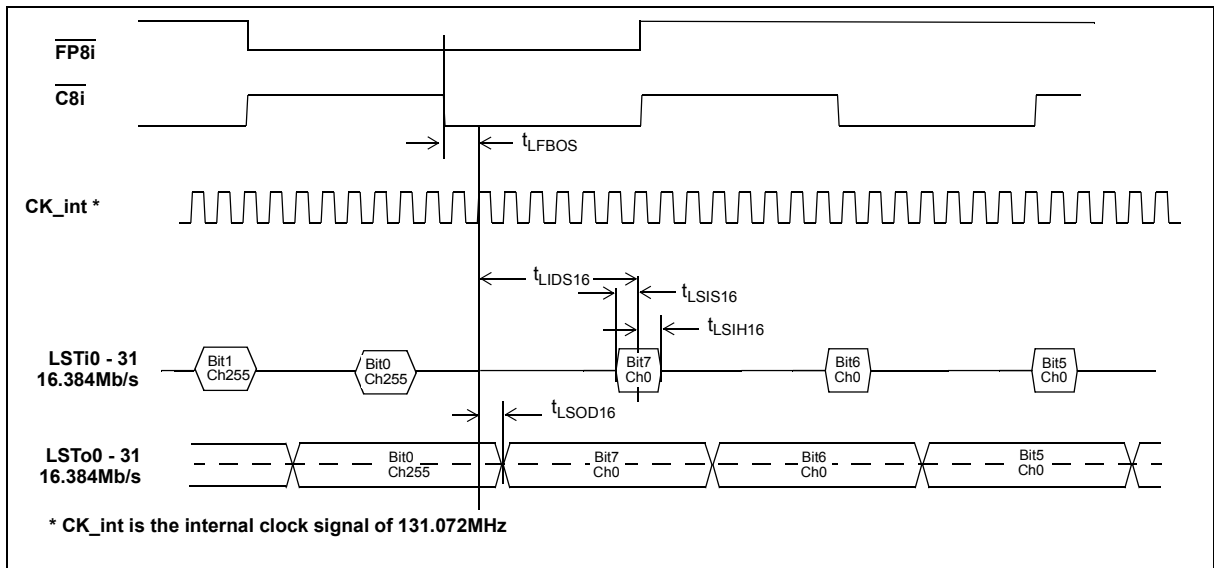 FP8i
C8i
tLFBOS
CK_int *
tLIDS16
tLSIS16
tLSIH16
LSTi0 - 31
16.384Mb/s
Bit1
Ch255
Bit0
Ch255
Bit7
Ch0
Bit6
Ch0
Bit5
Ch0
tLSOD16
LSTo0 - 31
16.384Mb/s
Bit0
Ch255
Bit7
Ch0
Bit6
Ch0
Bit5
Ch0
* CK_int is the internal clock signal of 131.072MHz